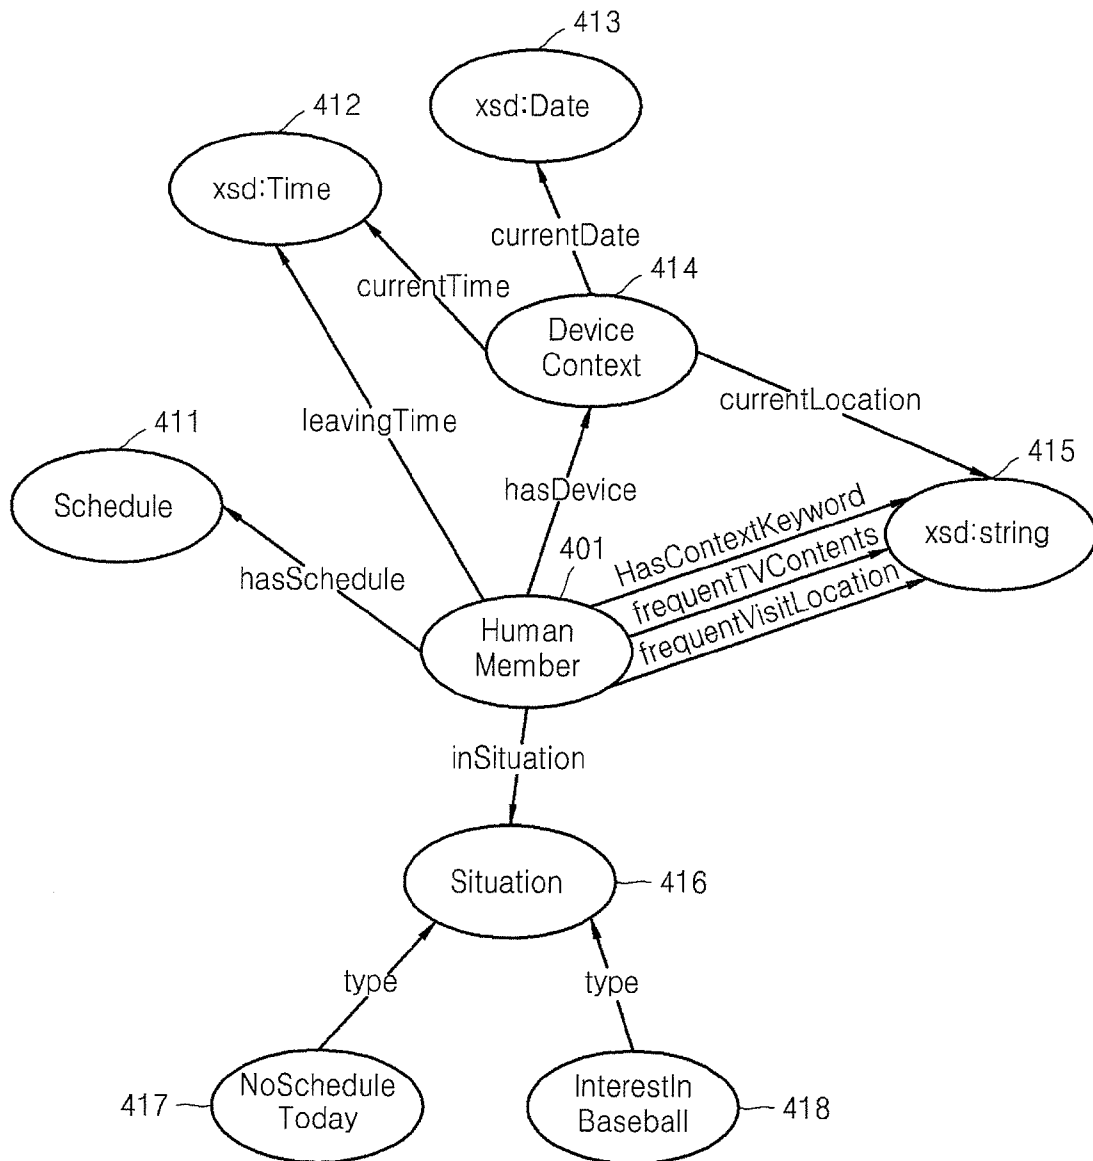 413
xsd:Date
412
xsd:Time
currentDate
414
currentTime
Device
Context
currentLocation
leavingTime
411
415
Schedule
hasDevice
HasContextKeyword
xsd:string
frequentTVContents
401
hasSchedule
frequentVisitLocation
Human
Member
inSituation
Situation
416
type
type
NoSchedule
Today
417
InterestIn
Baseball
418